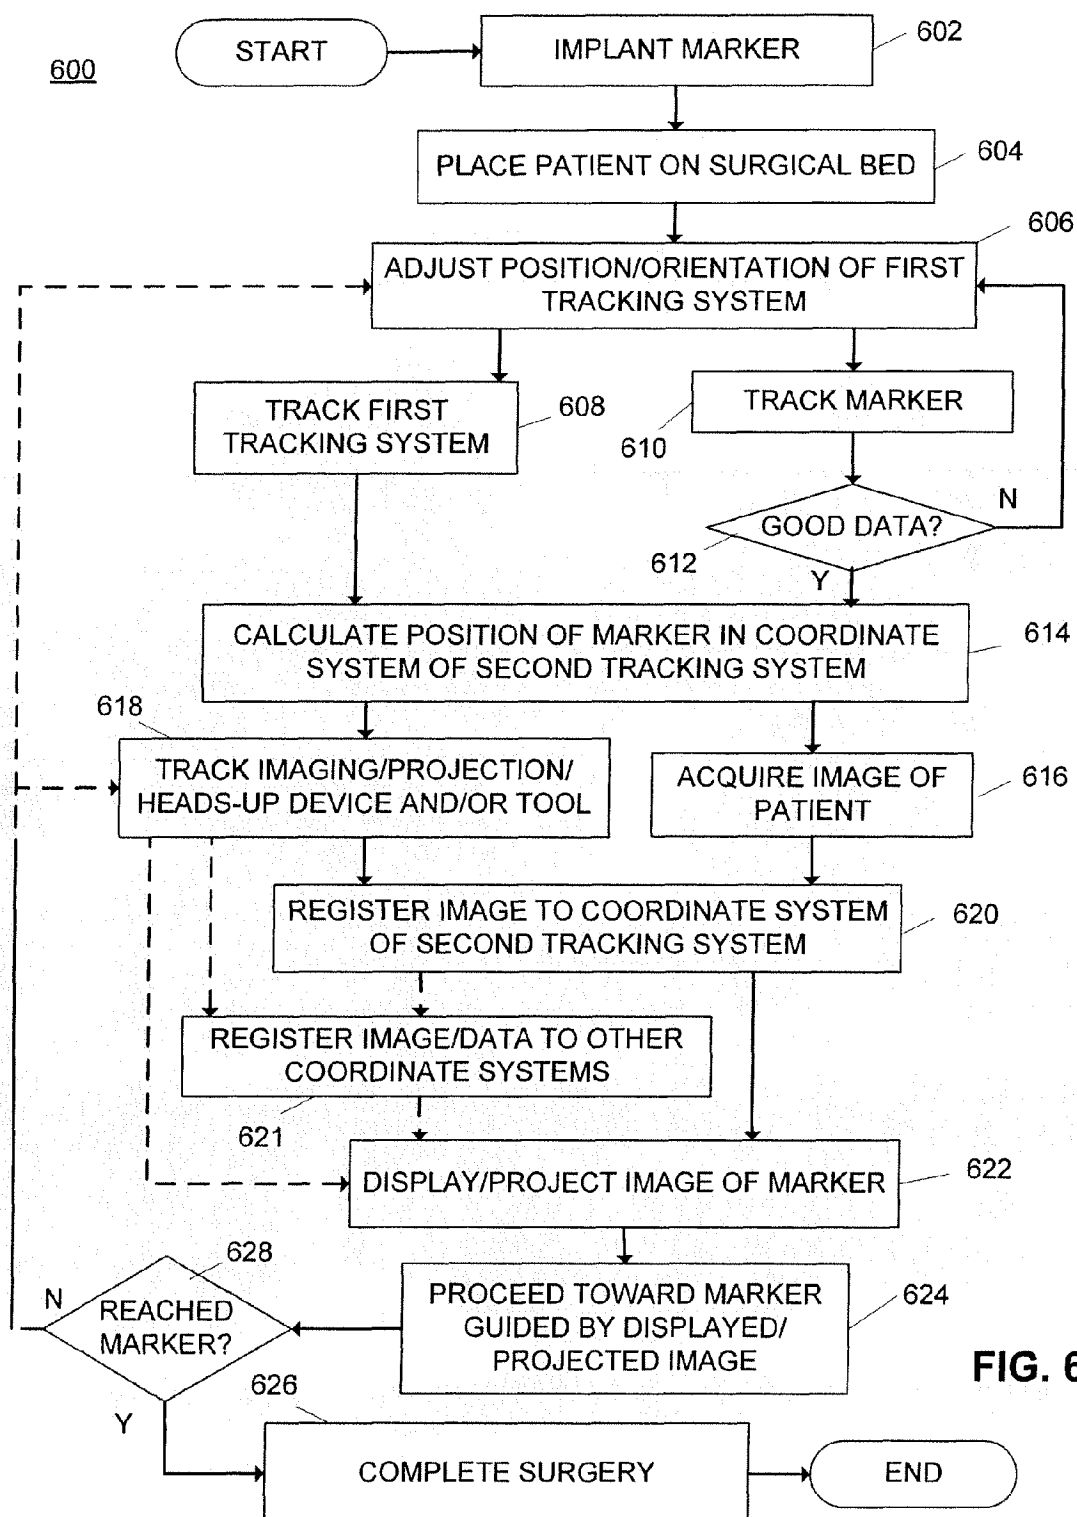 START
IMPLANT MARKER
602
600
PLACE PATIENT ON SURGICAL BED
604
606
ADJUST POSITION/ORIENTATION OF FIRST
TRACKING SYSTEM
TRACK FIRST
TRACKING SYSTEM
608
TRACK MARKER
610
GOOD DATA?
N
612
Y
CALCULATE POSITION OF MARKER IN COORDINATE
SYSTEM OF SECOND TRACKING SYSTEM
614
618
TRACK IMAGING/PROJECTION/
HEADS-UP DEVICE AND/OR TOOL
ACQUIRE IMAGE OF
PATIENT
616
REGISTER IMAGE TO COORDINATE SYSTEM
OF SECOND TRACKING SYSTEM
620
REGISTER IMAGE/DATA TO OTHER
COORDINATE SYSTEMS
621
DISPLAY/PROJECT IMAGE OF MARKER
622
628
N
REACHED
MARKER?
Y
PROCEED TOWARD MARKER
GUIDED BY DISPLAYED/
PROJECTED IMAGE
624
FIG. 6
626
COMPLETE SURGERY
END